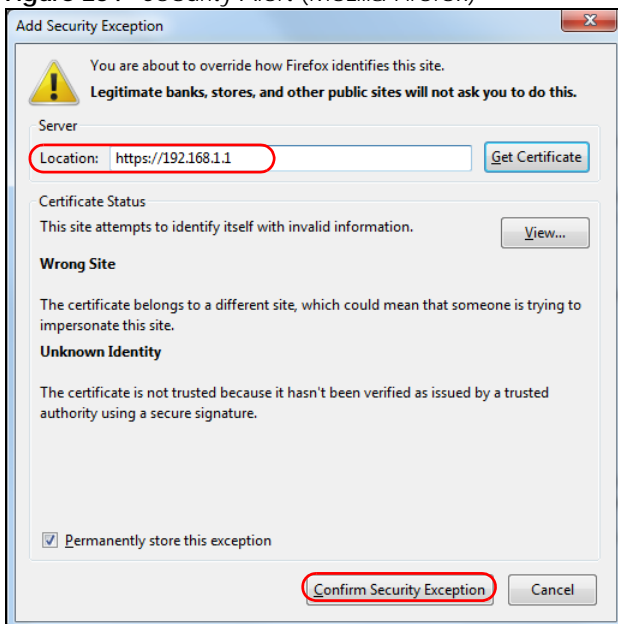 Add Security Exception
You are about to override how Firefox identifies this site.
Legitimate banks, stores, and other public sites will not ask you to do this.
Server
Location: https://192.168.1.1 Get Certificate
Certificate Status
This site attempts to identify itself with invalid information. View...
Wrong Site
The certificate belongs to a different site, which could mean that someone is trying to
impersonate this site.
Unknown Identity
The certificate is not trusted because it hasn't been verified as issued by a trusted
authority using a secure signature.
Permanently store this exception
Confirm Security Exception Cancel